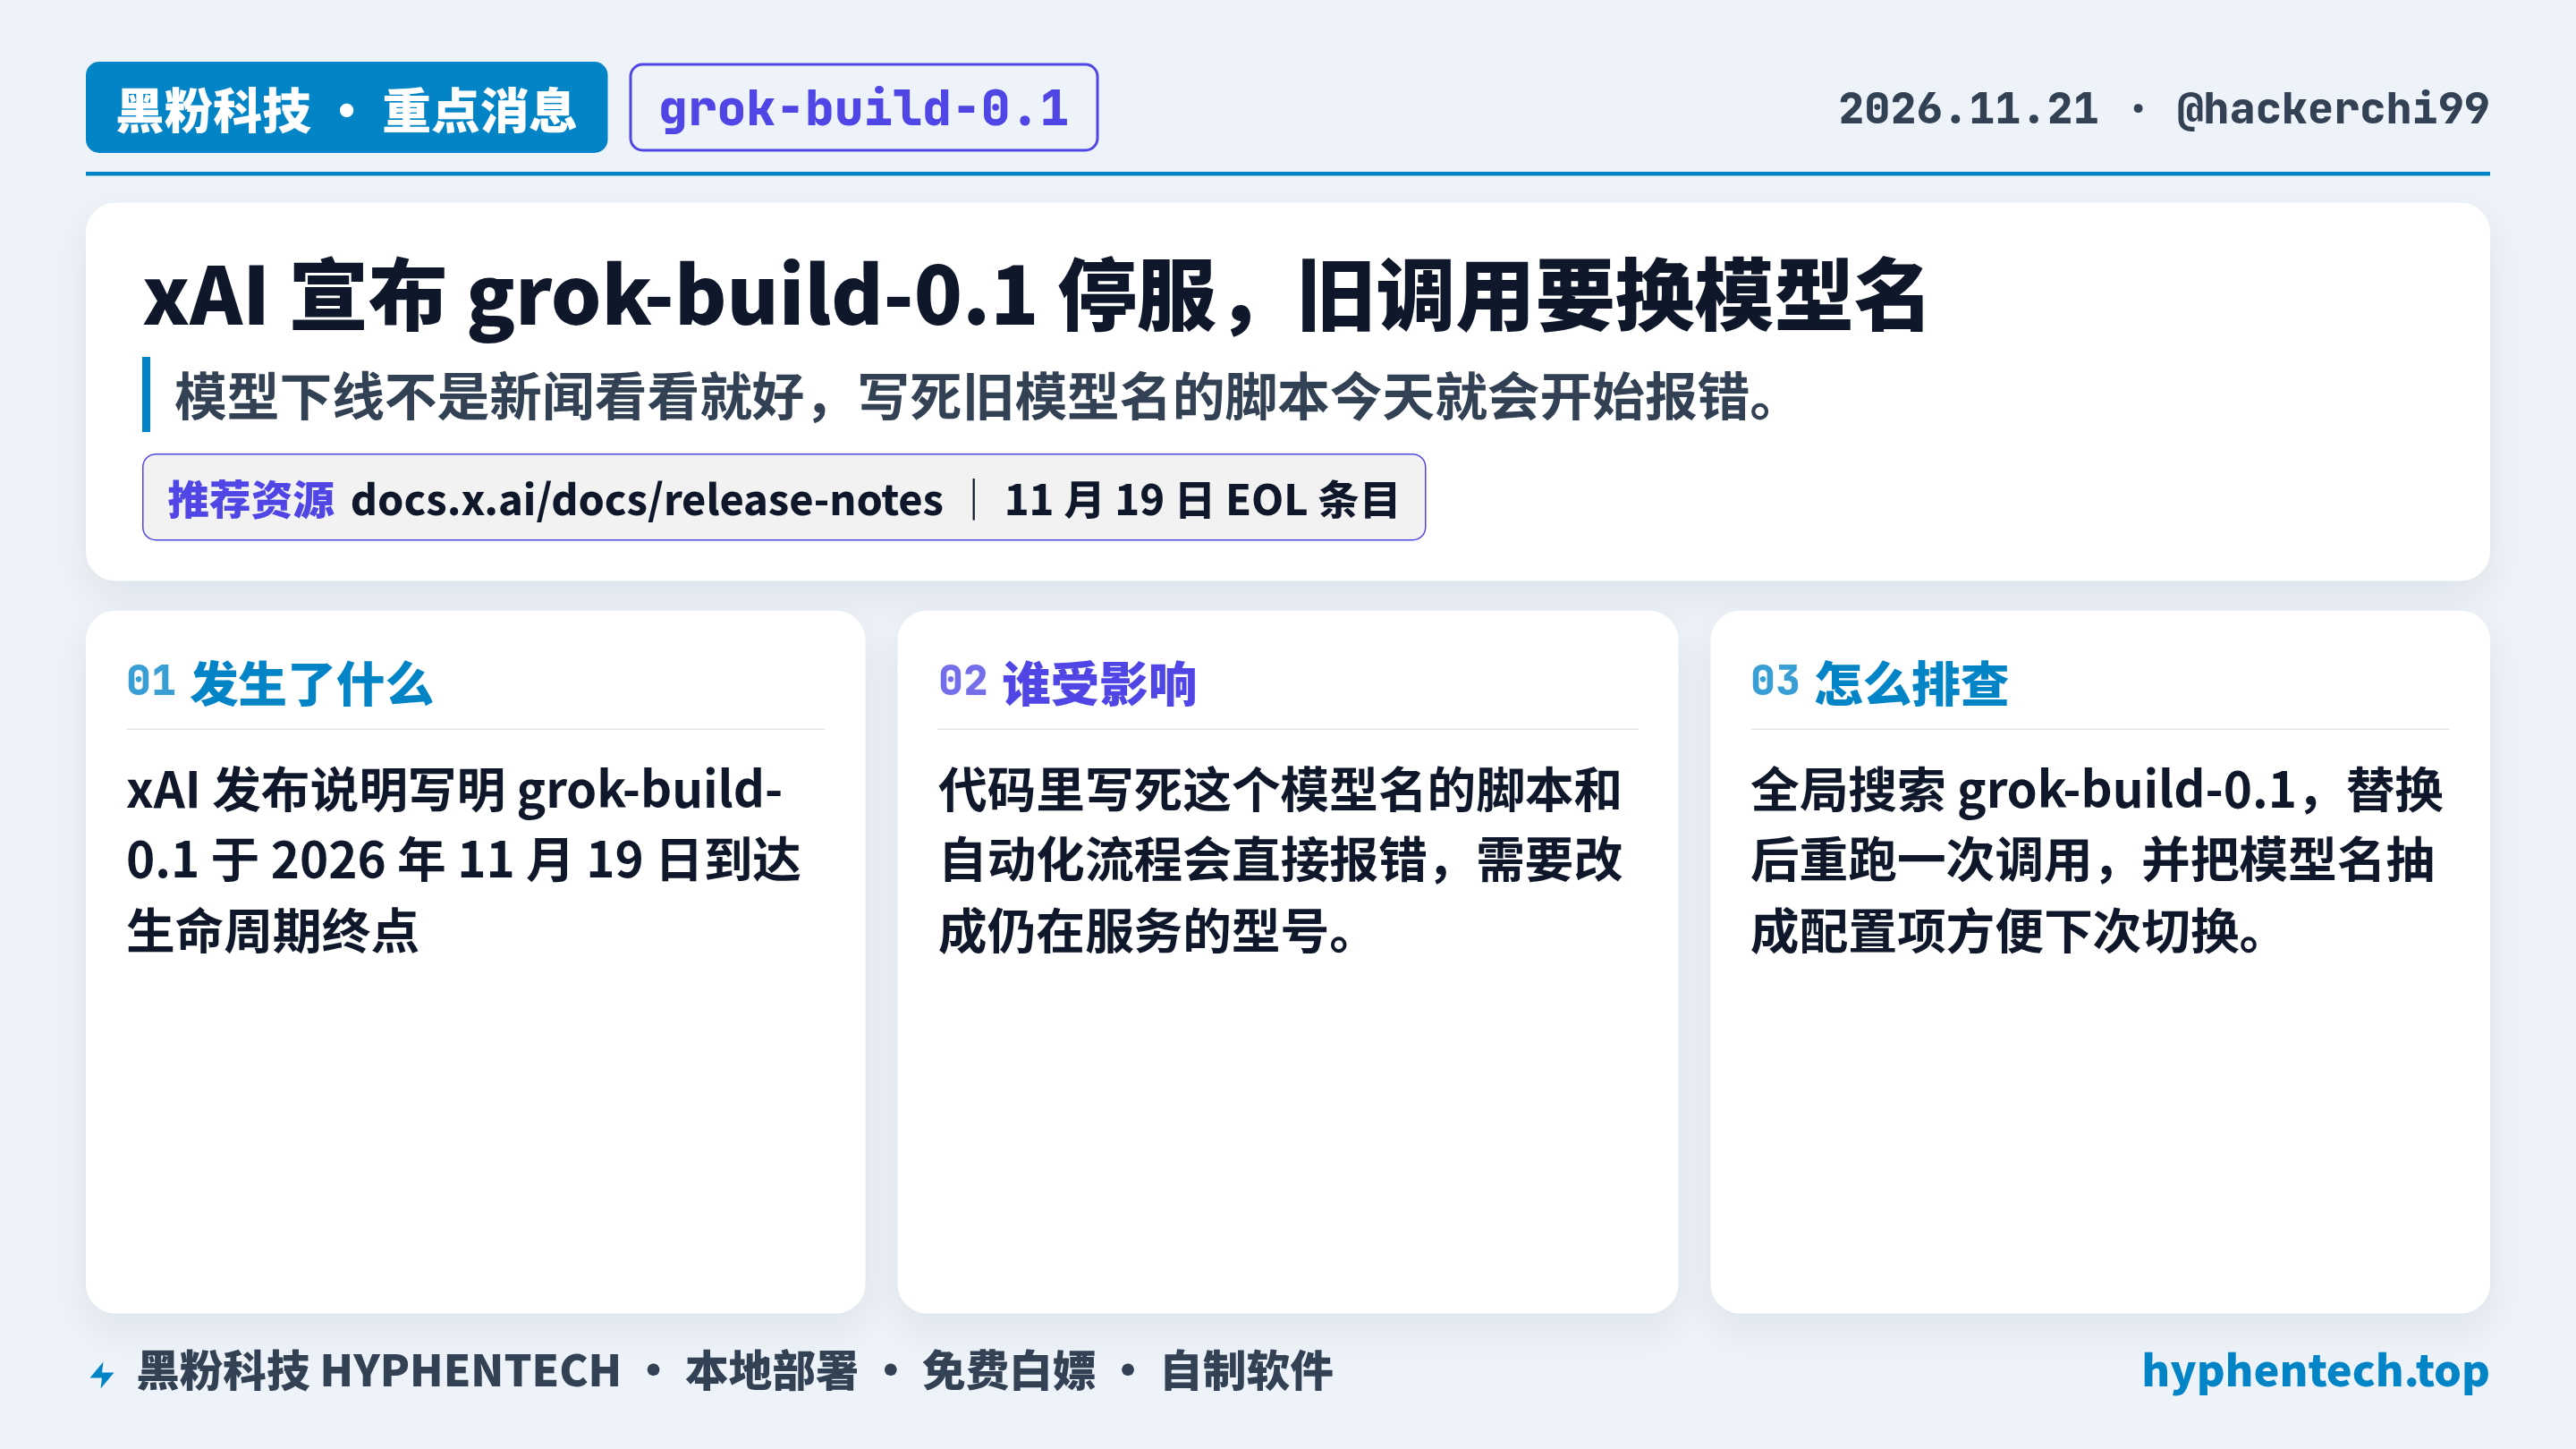 黑粉科技 · 重点消息
grok-build-0.1
2026.11.21 · @hackerchi99
xAI 宣布 grok-build-0.1 停服，旧调用要换模型名
模型下线不是新闻看看就好，写死旧模型名的脚本今天就会开始报错。
推荐资源 docs.x.ai/docs/release-notes ｜ 11 月 19 日 EOL 条目
01 发生了什么
xAI 发布说明写明 grok-build-
0.1 于 2026 年 11 月 19 日到达
生命周期终点
02 谁受影响
代码里写死这个模型名的脚本和
自动化流程会直接报错，需要改
成仍在服务的型号。
03 怎么排查
全局搜索 grok-build-0.1，替换
后重跑一次调用，并把模型名抽
成配置项方便下次切换。
黑粉科技 HYPHENTECH · 本地部署 · 免费白嫖 · 自制软件
hyphentech.top